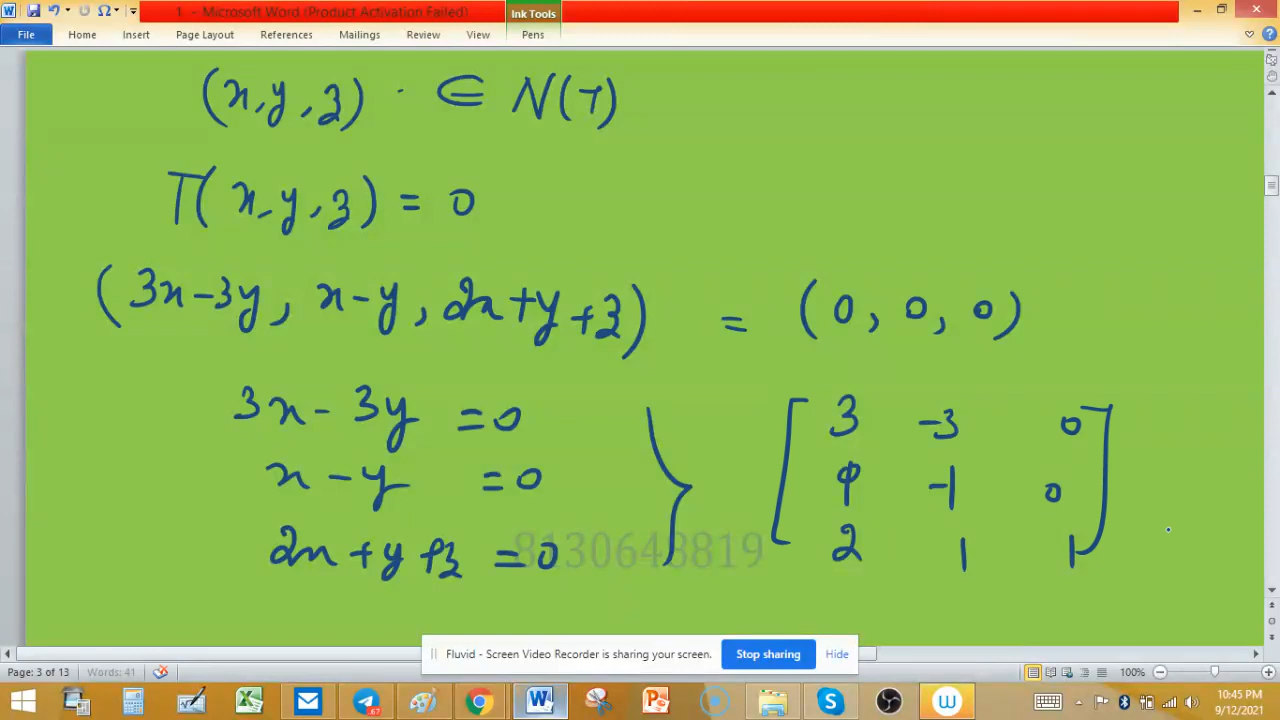 1 - Microsoft Word (Product Activation Failed)
Ink Tools
File Home Insert Page Layout References Mailings Review View Pens
(x, y, z) ∈ N(T)
T(x, y, z) = 0
(3x-3y, x-y, 2x+y+z) = (0, 0, 0)
3x - 3y = 0
x - y = 0
2x + y + z = 0
3 -3 0
1 -1 0
2 1 1
8130648819
Fluvid - Screen Video Recorder is sharing your screen. Stop sharing Hide
Page: 3 of 13 Words: 41 100%
67
10:45 PM
9/12/2021